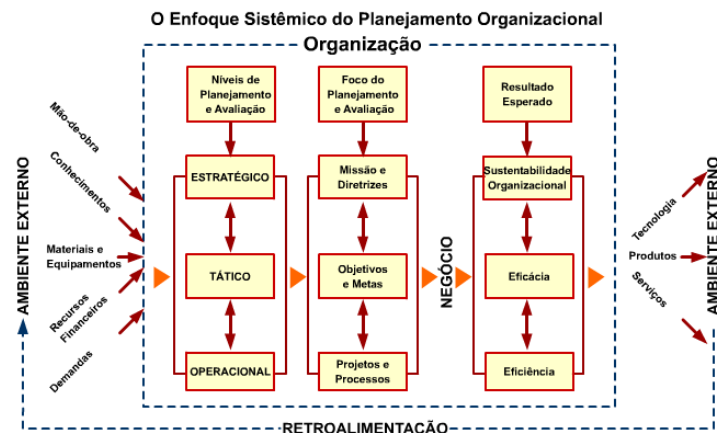 O Enfoque Sistêmico do Planejamento Organizacional
Organização
Níveis de
Planejamento
e Avaliação
Foco do
Planejamento
e Avaliação
Resultado
Esperado
Mão-de-obra
Conhecimentos
Materiais e
Equipamentos
Recursos
Financeiros
Demandas
AMBIENTE EXTERNO
ESTRATÉGICO
TÁTICO
OPERACIONAL
Missão e
Diretrizes
Objetivos
e Metas
Projetos e
Processos
NEGÓCIO
Sustentabilidade
Organizacional
Eficácia
Eficiência
Tecnologia
Produtos
Serviços
AMBIENTE EXTERNO
RETROALIMENTAÇÃO